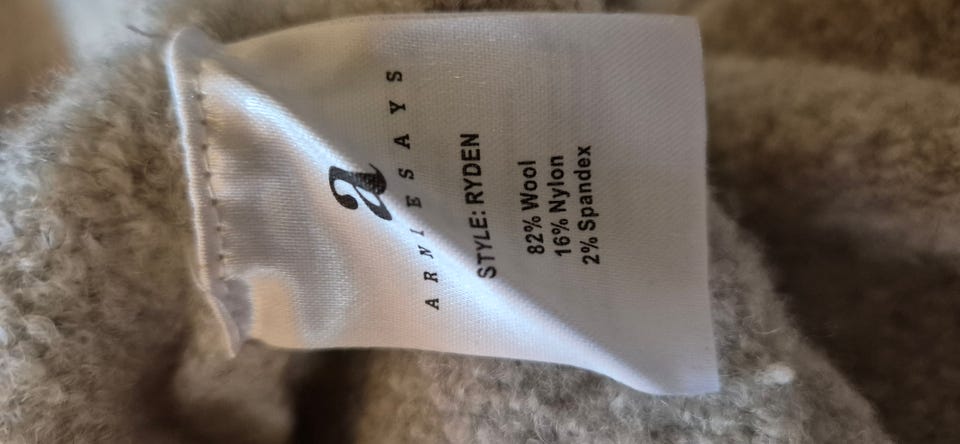 a
ARNIE SAYS
STYLE: RYDEN
82% Wool
16% Nylon
2% Spandex